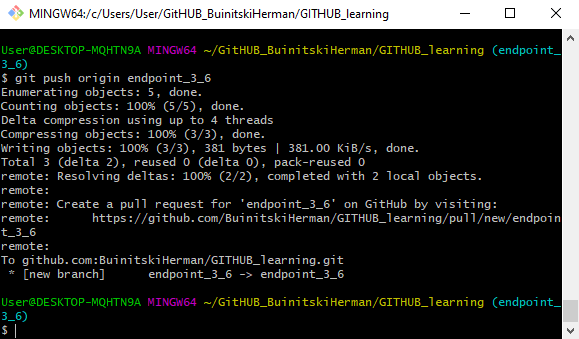 MINGW64:/c/Users/User/GitHUB_BuinitskiHerman/GITHUB_learning
User@DESKTOP-MQHTN9A MINGW64 ~/GitHUB_BuinitskiHerman/GITHUB_learning (endpoint_
3_6)
$ git push origin endpoint_3_6
Enumerating objects: 5, done.
Counting objects: 100% (5/5), done.
Delta compression using up to 4 threads
Compressing objects: 100% (3/3), done.
Writing objects: 100% (3/3), 381 bytes | 381.00 KiB/s, done.
Total 3 (delta 2), reused 0 (delta 0), pack-reused 0
remote: Resolving deltas: 100% (2/2), completed with 2 local objects.
remote:
remote: Create a pull request for 'endpoint_3_6' on GitHub by visiting:
remote:      https://github.com/BuinitskiHerman/GITHUB_learning/pull/new/endpoin
t_3_6
remote:
To github.com:BuinitskiHerman/GITHUB_learning.git
 * [new branch]      endpoint_3_6 -> endpoint_3_6
User@DESKTOP-MQHTN9A MINGW64 ~/GitHUB_BuinitskiHerman/GITHUB_learning (endpoint_
3_6)
$